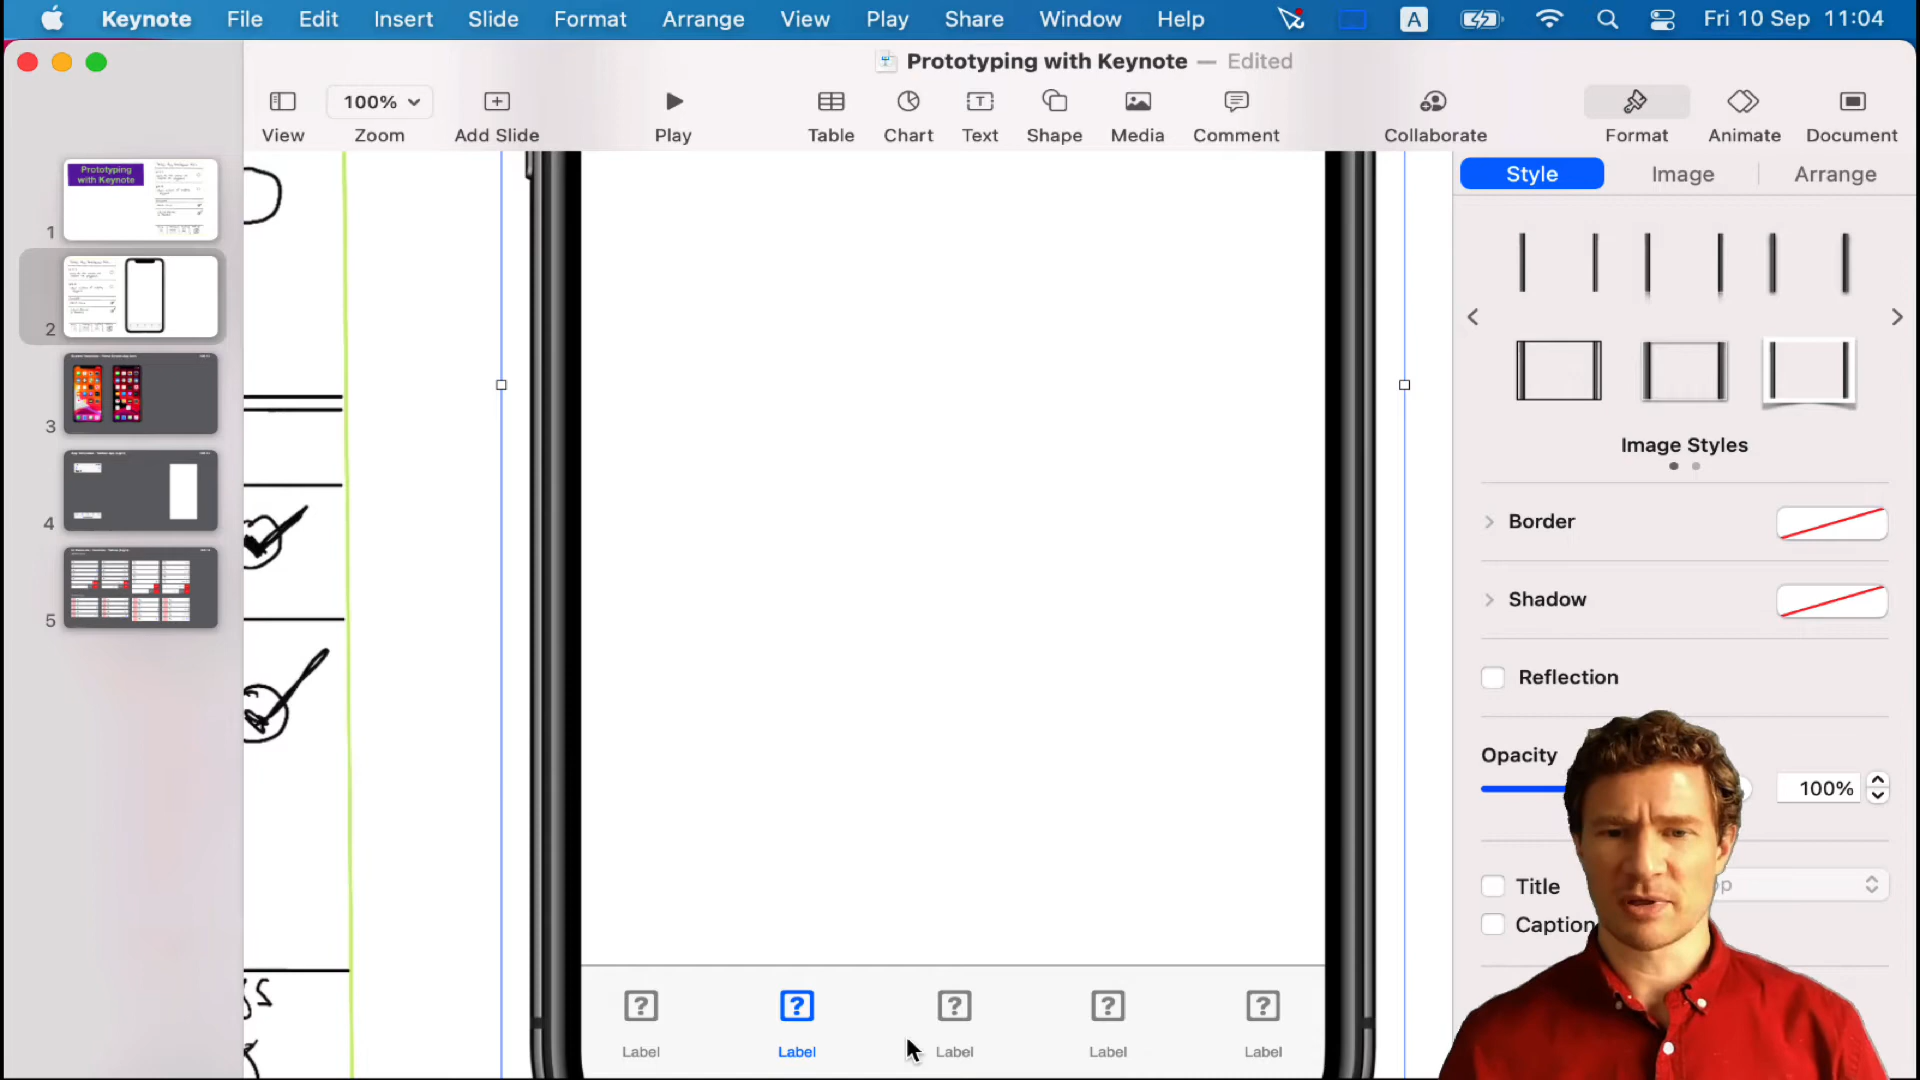 Keynote File Edit Insert Slide Format Arrange View Play Share Window Help A Fri 10 Sep 11:04
Prototyping with Keynote — Edited
100%
View Zoom Add Slide Play Table Chart Text Shape Media Comment Collaborate Format Animate Document
Style Image Arrange
Prototyping
with Keynote
1
2
3
4
5
Image Styles
Border
Shadow
Reflection
Opacity
100%
Title
Caption
Label Label Label Label Label